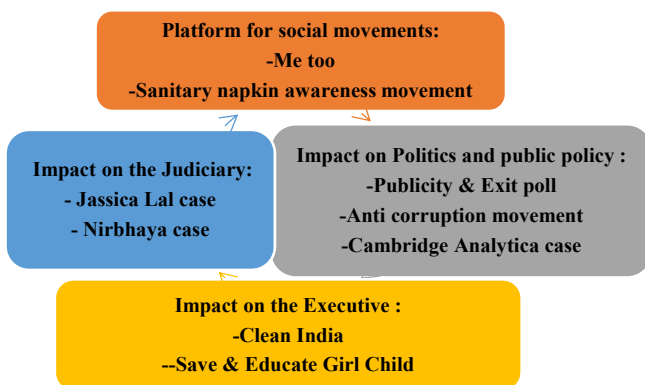 Platform for social movements:
-Me too
-Sanitary napkin awareness movement
Impact on the Judiciary:
- Jassica Lal case
- Nirbhaya case
Impact on Politics and public policy :
-Publicity & Exit poll
-Anti corruption movement
-Cambridge Analytica case
Impact on the Executive :
-Clean India
--Save & Educate Girl Child